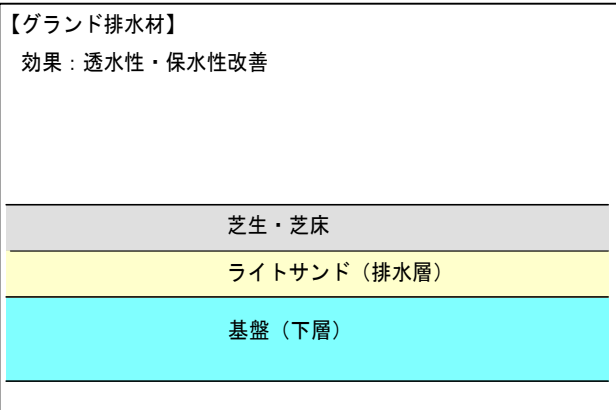 【グランド排水材】
効果：透水性・保水性改善
芝生・芝床
ライトサンド（排水層）
基盤（下層）